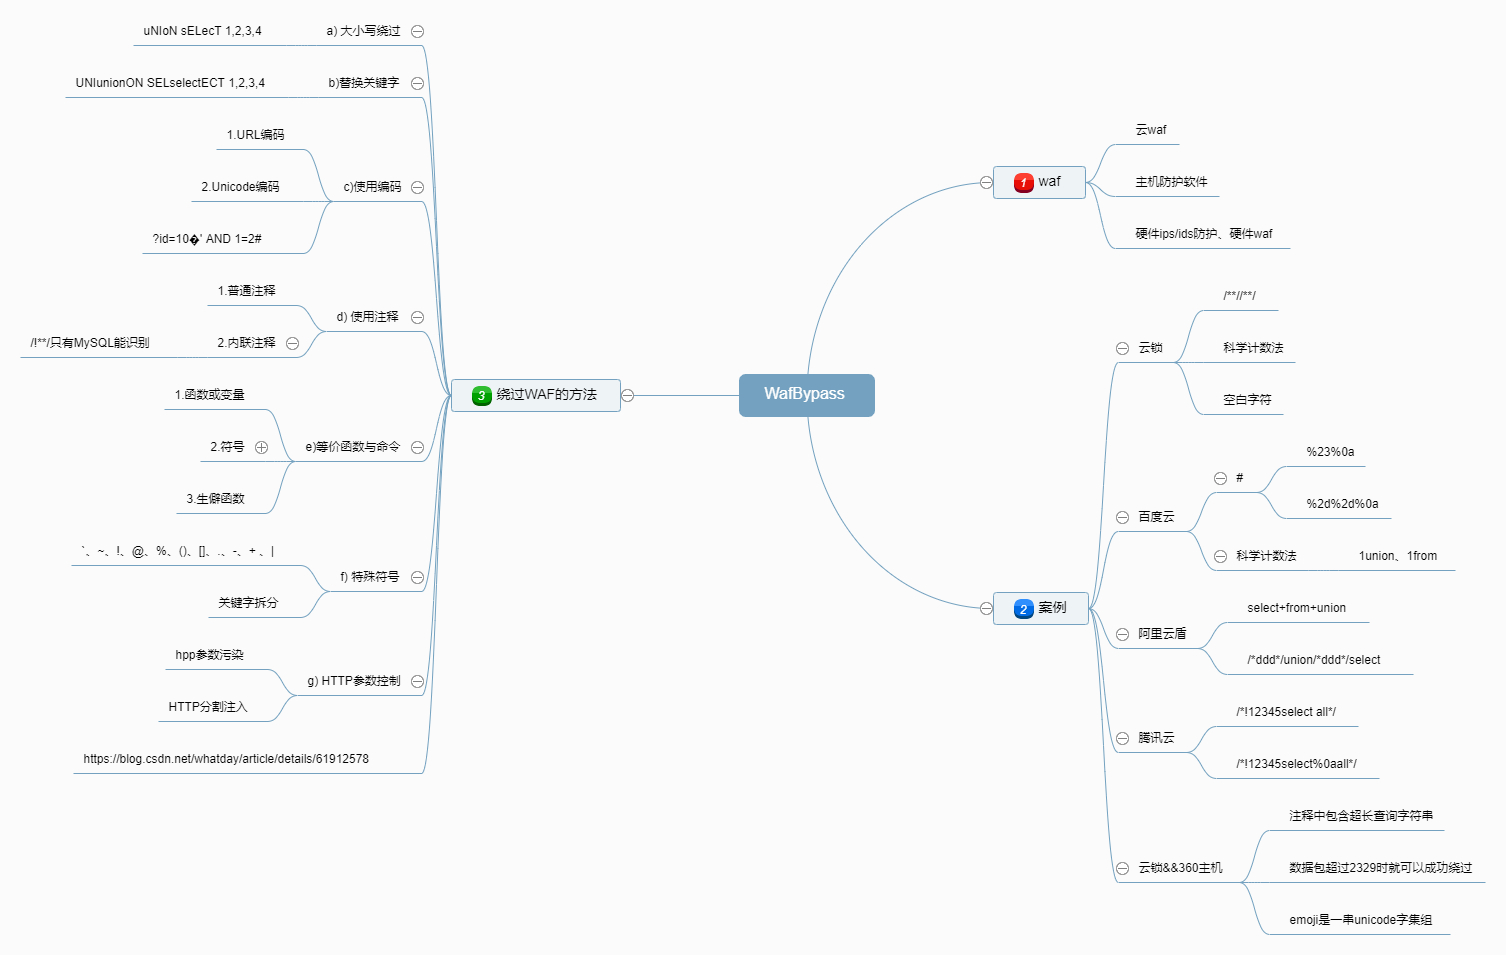 WafBypass
1 waf
云waf
主机防护软件
硬件ips/ids防护、硬件waf
2 案例
云锁
/**//**/
科学计数法
空白字符
百度云
#
%23%0a
%2d%2d%0a
科学计数法
1union、1from
阿里云盾
select+from+union
/*ddd*/union/*ddd*/select
腾讯云
/*!12345select all*/
/*!12345select%0aall*/
云锁&&360主机
注释中包含超长查询字符串
数据包超过2329时就可以成功绕过
emoji是一串unicode字集组
3 绕过WAF的方法
a) 大小写绕过
uNIoN sELecT 1,2,3,4
b)替换关键字
UNIunionON SELselectECT 1,2,3,4
c)使用编码
1.URL编码
2.Unicode编码
?id=10�' AND 1=2#
d) 使用注释
1.普通注释
2.内联注释
/!**/只有MySQL能识别
e)等价函数与命令
1.函数或变量
2.符号
3.生僻函数
f) 特殊符号
`、~、!、@、%、()、[]、.、-、+ 、|
关键字拆分
g) HTTP参数控制
hpp参数污染
HTTP分割注入
https://blog.csdn.net/whatday/article/details/61912578